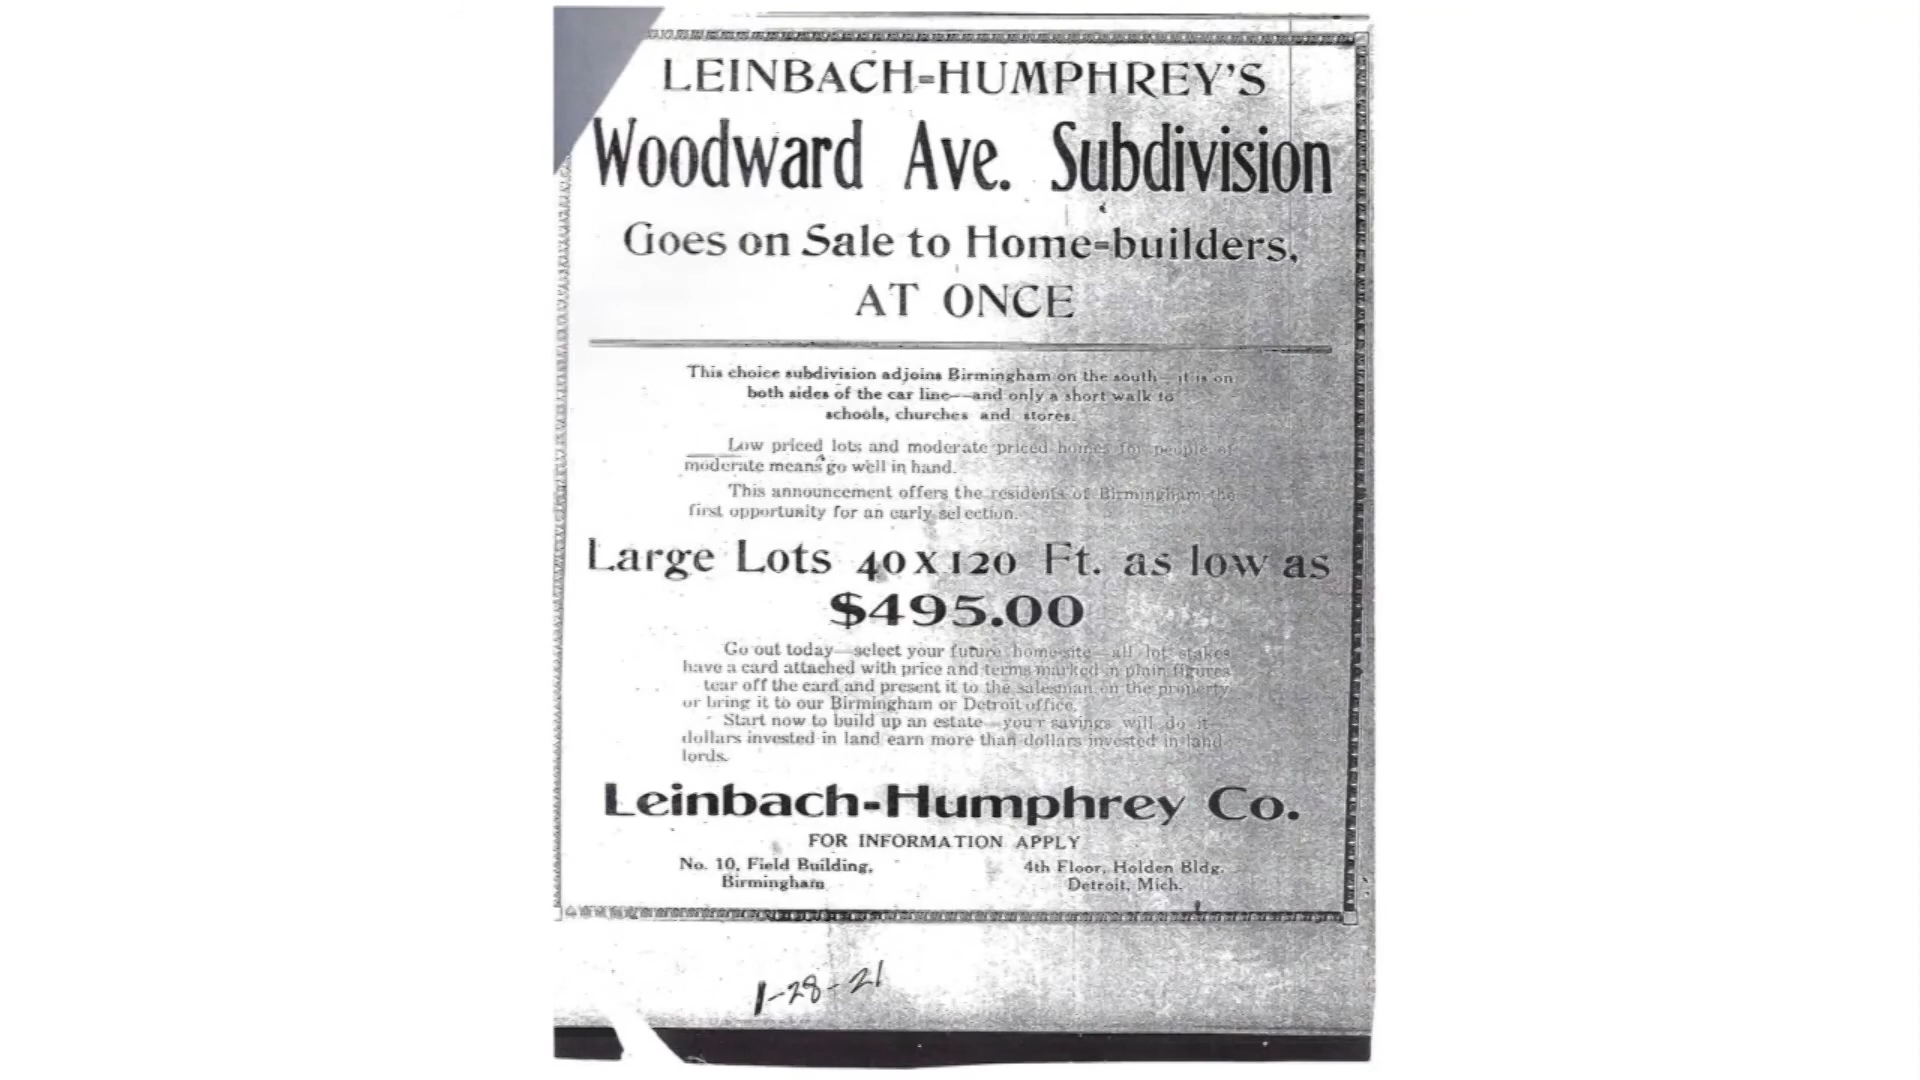 LEINBACH-HUMPHREY'S
Woodward Ave. Subdivision
Goes on Sale to Home-builders,
AT ONCE
This choice subdivision adjoins Birmingham on the south—it is on
both sides of the car line—and only a short walk to
schools, churches and stores.
Low priced lots and moderate priced homes for people of
moderate means go well in hand.
This announcement offers the residents of Birmingham the
first opportunity for an early selection.
Large Lots 40 X 120 Ft. as low as
$495.00
Go out today—select your future home-site—all lot stakes
have a card attached with price and terms marked in plain figures
tear off the card and present it to the salesman on the property
or bring it to our Birmingham or Detroit office.
Start now to build up an estate—your savings will do it—
dollars invested in land earn more than dollars invested in land
lords.
Leinbach-Humphrey Co.
FOR INFORMATION APPLY
No. 10, Field Building,
Birmingham
4th Floor, Holden Bldg.
Detroit, Mich.
1-28-21